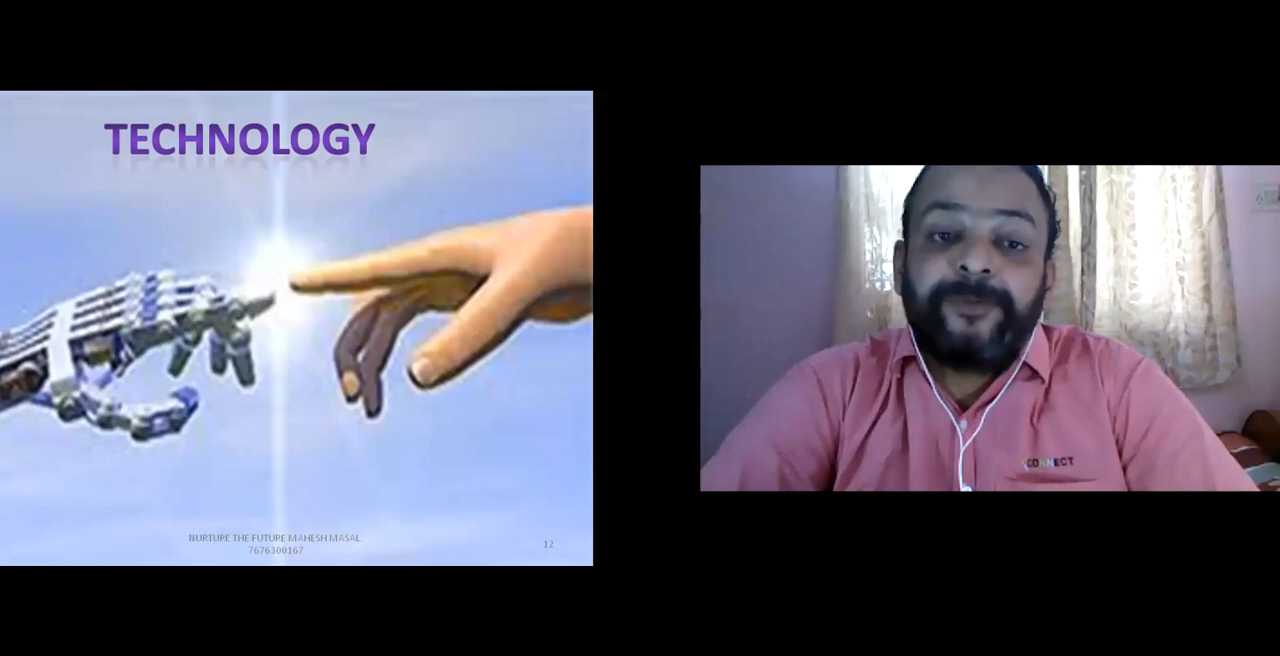 TECHNOLOGY
NURTURE THE FUTURE MAHESH MASAL
7676300167
12
CONNECT